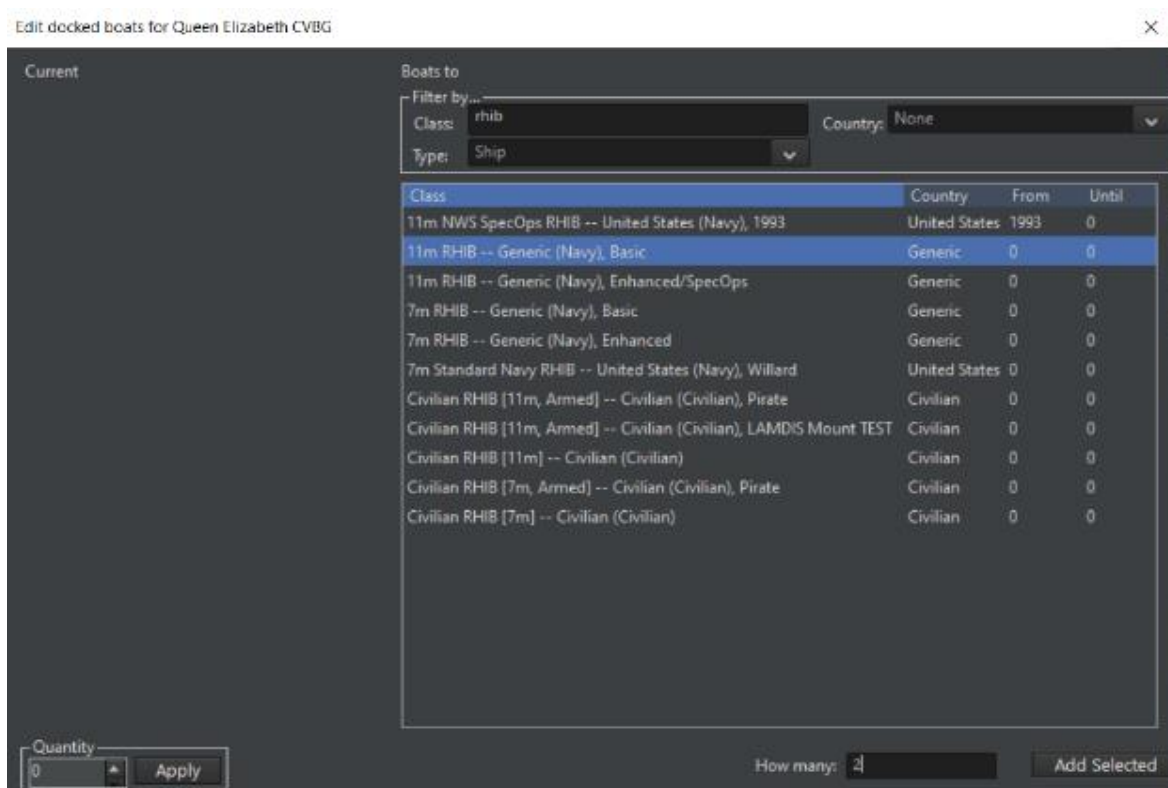 Edit docked boats for Queen Elizabeth CVBG
Current
Boats to
Filter by...
Class: rhib Country: None
Type: Ship
Class Country From Until
11m NWS SpecOps RHIB -- United States (Navy), 1993 United States 1993 0
11m RHIB -- Generic (Navy), Basic Generic 0 0
11m RHIB -- Generic (Navy), Enhanced/SpecOps Generic 0 0
7m RHIB -- Generic (Navy), Basic Generic 0 0
7m RHIB -- Generic (Navy), Enhanced Generic 0 0
7m Standard Navy RHIB -- United States (Navy), Willard United States 0 0
Civilian RHIB [11m, Armed] -- Civilian (Civilian), Pirate Civilian 0 0
Civilian RHIB [11m, Armed] -- Civilian (Civilian), LAMDIS Mount TEST Civilian 0 0
Civilian RHIB [11m] -- Civilian (Civilian) Civilian 0 0
Civilian RHIB [7m, Armed] -- Civilian (Civilian), Pirate Civilian 0 0
Civilian RHIB [7m] -- Civilian (Civilian) Civilian 0 0
Quantity
0 Apply How many: 2 Add Selected